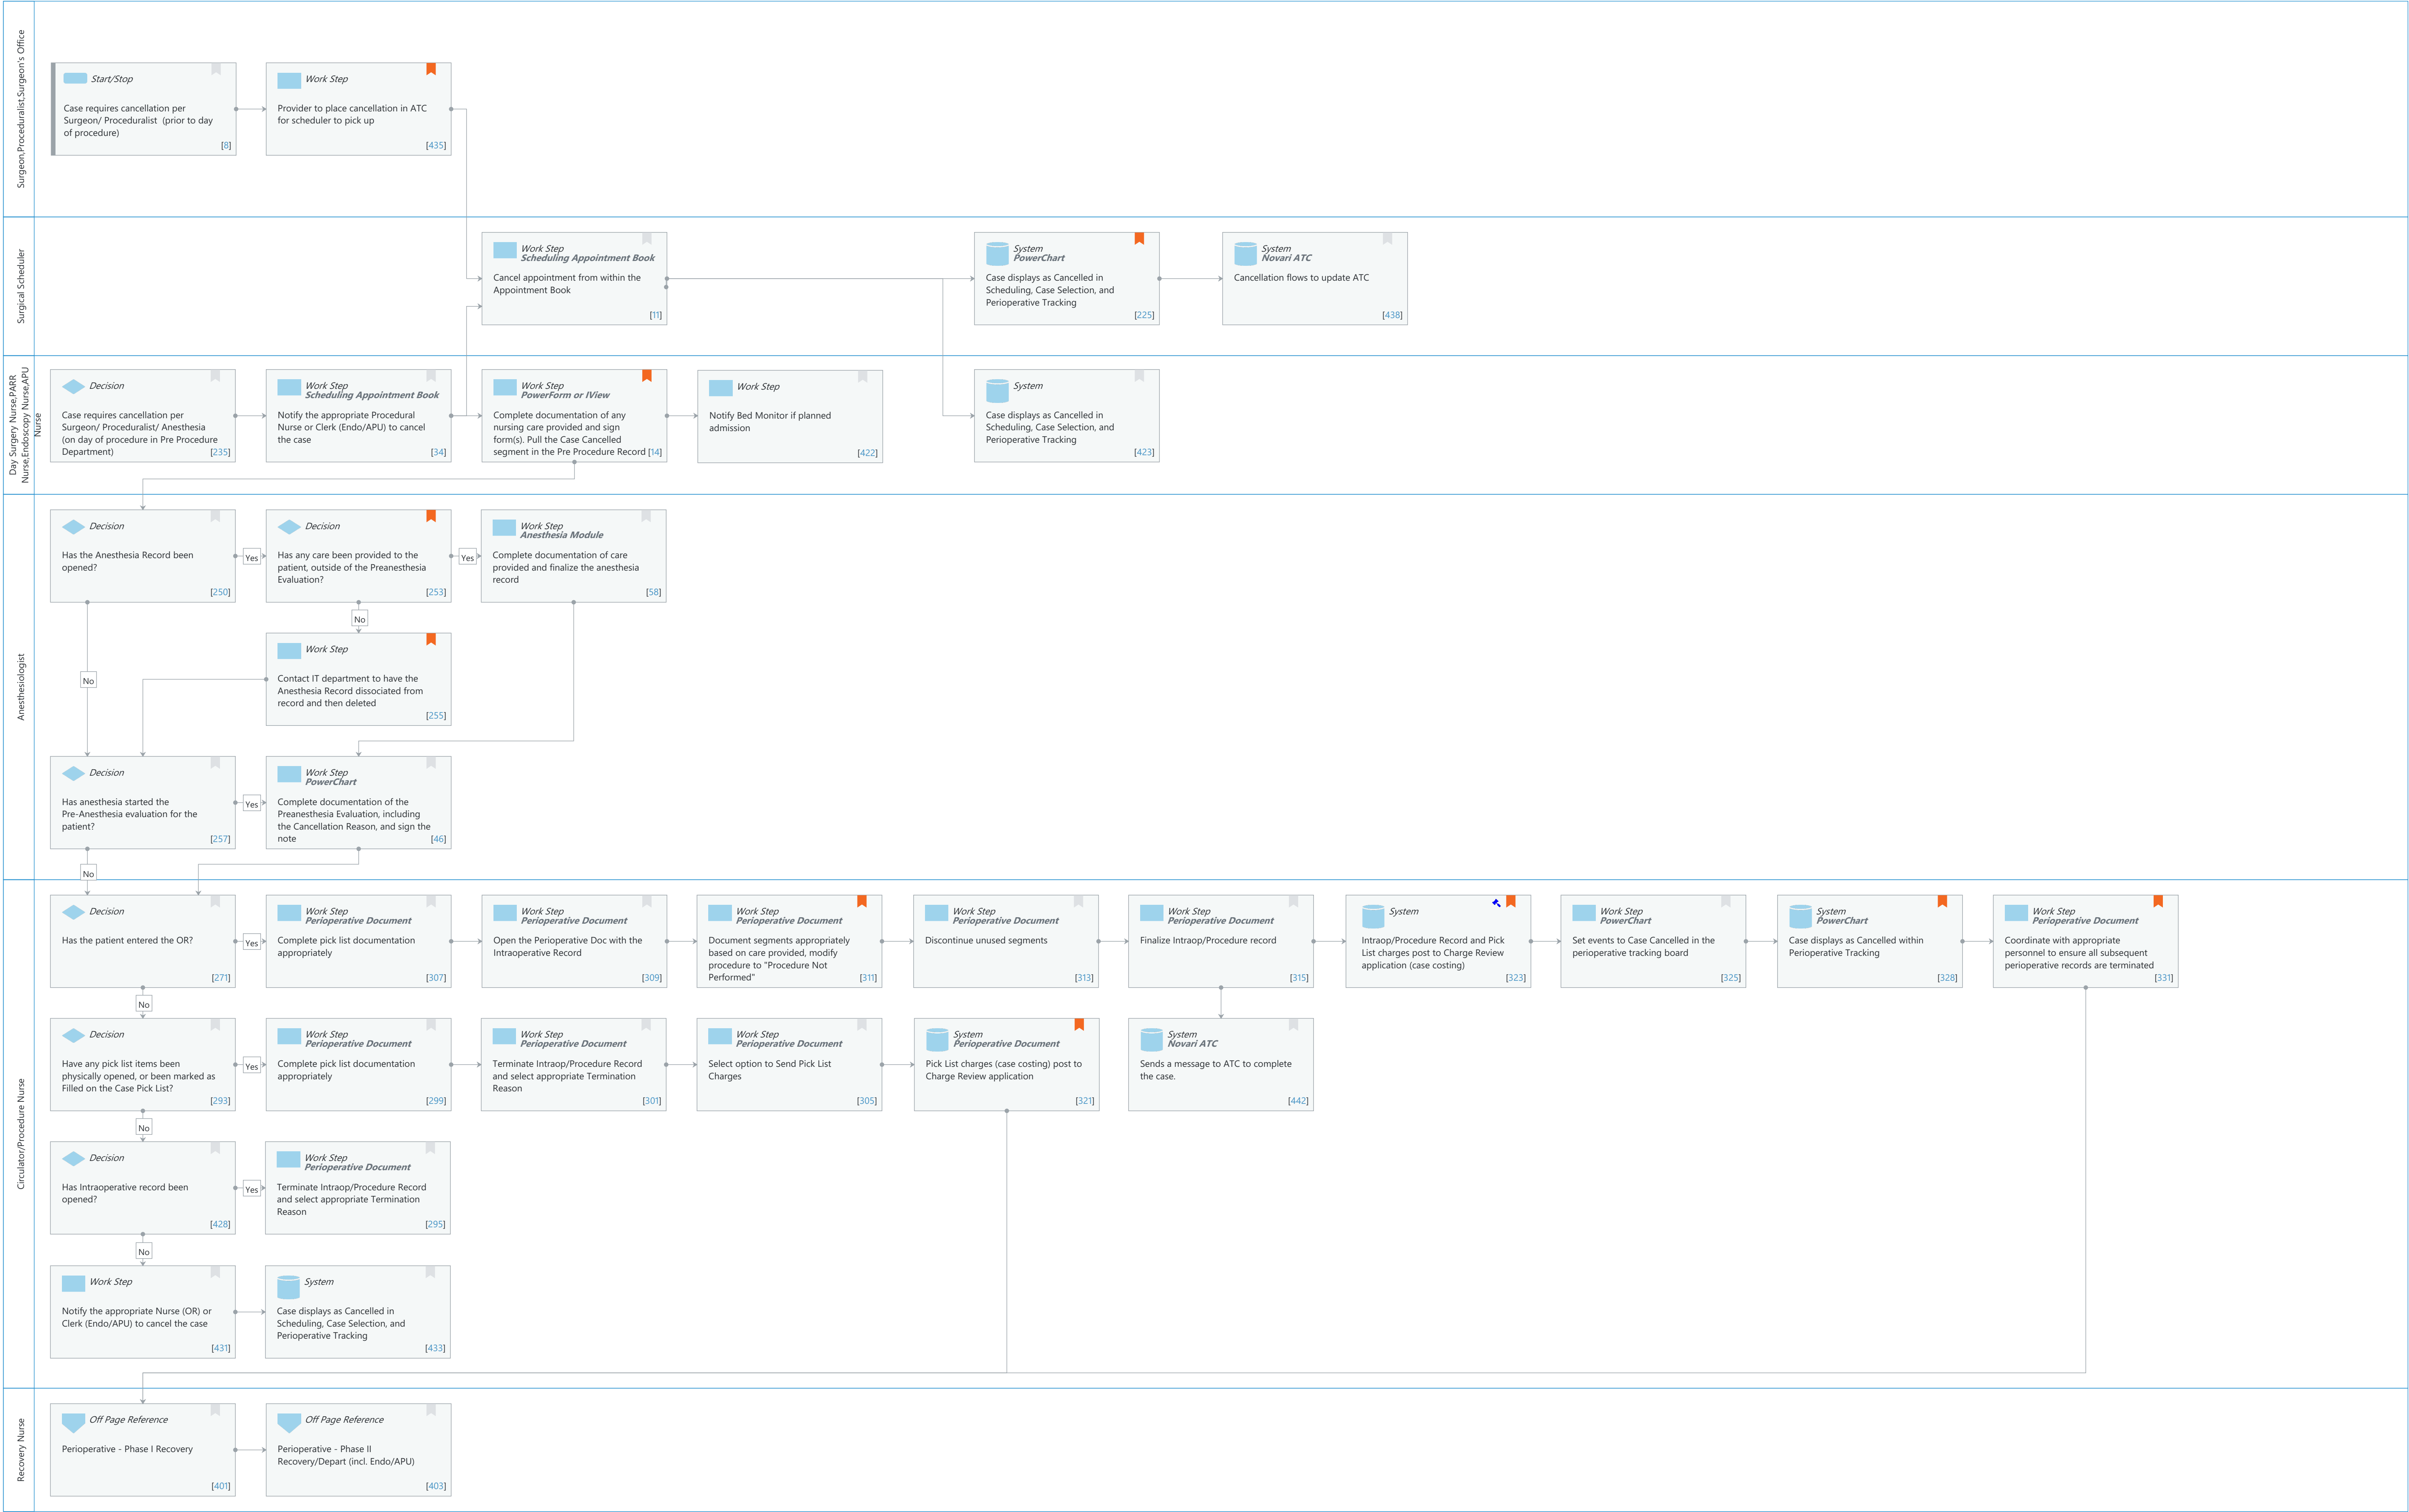 Surgeon,Proceduralist,Surgeon's Office
Start/Stop
Case requires cancellation per
Surgeon/ Proceduralist (prior to day
of procedure)
[8]
Work Step
Provider to place cancellation in ATC
for scheduler to pick up
[435]
Surgical Scheduler
Work Step
Scheduling Appointment Book
Cancel appointment from within the
Appointment Book
[11]
System
PowerChart
Case displays as Cancelled in
Scheduling, Case Selection, and
Perioperative Tracking
[225]
System
Novari ATC
Cancellation flows to update ATC
[438]
Day Surgery Nurse,PARR
Nurse,Endoscopy Nurse,APU
Nurse
Decision
Case requires cancellation per
Surgeon/ Proceduralist/ Anesthesia
(on day of procedure in Pre Procedure
Department)
[235]
Work Step
Scheduling Appointment Book
Notify the appropriate Procedural
Nurse or Clerk (Endo/APU) to cancel
the case
[34]
Work Step
PowerForm or IView
Complete documentation of any
nursing care provided and sign
form(s). Pull the Case Cancelled
segment in the Pre Procedure Record
[14]
Work Step
Notify Bed Monitor if planned
admission
[422]
System
Case displays as Cancelled in
Scheduling, Case Selection, and
Perioperative Tracking
[423]
Anesthesiologist
Decision
Has the Anesthesia Record been
opened?
[250]
Yes
Decision
Has any care been provided to the
patient, outside of the Preanesthesia
Evaluation?
[253]
Yes
Work Step
Anesthesia Module
Complete documentation of care
provided and finalize the anesthesia
record
[58]
No
No
Work Step
Contact IT department to have the
Anesthesia Record dissociated from
record and then deleted
[255]
Decision
Has anesthesia started the
Pre-Anesthesia evaluation for the
patient?
[257]
Yes
Work Step
PowerChart
Complete documentation of the
Preanesthesia Evaluation, including
the Cancellation Reason, and sign the
note
[46]
No
Circulator/Procedure Nurse
Decision
Has the patient entered the OR?
[271]
Yes
Work Step
Perioperative Document
Complete pick list documentation
appropriately
[307]
Work Step
Perioperative Document
Open the Perioperative Doc with the
Intraoperative Record
[309]
Work Step
Perioperative Document
Document segments appropriately
based on care provided, modify
procedure to "Procedure Not
Performed"
[311]
Work Step
Perioperative Document
Discontinue unused segments
[313]
Work Step
Perioperative Document
Finalize Intraop/Procedure record
[315]
System
Intraop/Procedure Record and Pick
List charges post to Charge Review
application (case costing)
[323]
Work Step
PowerChart
Set events to Case Cancelled in the
perioperative tracking board
[325]
System
PowerChart
Case displays as Cancelled within
Perioperative Tracking
[328]
Work Step
Perioperative Document
Coordinate with appropriate
personnel to ensure all subsequent
perioperative records are terminated
[331]
No
Decision
Have any pick list items been
physically opened, or been marked as
Filled on the Case Pick List?
[293]
Yes
Work Step
Perioperative Document
Complete pick list documentation
appropriately
[299]
Work Step
Perioperative Document
Terminate Intraop/Procedure Record
and select appropriate Termination
Reason
[301]
Work Step
Perioperative Document
Select option to Send Pick List
Charges
[305]
System
Perioperative Document
Pick List charges (case costing) post to
Charge Review application
[321]
System
Novari ATC
Sends a message to ATC to complete
the case.
[442]
No
Decision
Has Intraoperative record been
opened?
[428]
Yes
Work Step
Perioperative Document
Terminate Intraop/Procedure Record
and select appropriate Termination
Reason
[295]
No
Work Step
Notify the appropriate Nurse (OR) or
Clerk (Endo/APU) to cancel the case
[431]
System
Case displays as Cancelled in
Scheduling, Case Selection, and
Perioperative Tracking
[433]
Recovery Nurse
Off Page Reference
Perioperative - Phase I Recovery
[401]
Off Page Reference
Perioperative - Phase II
Recovery/Depart (incl. Endo/APU)
[403]